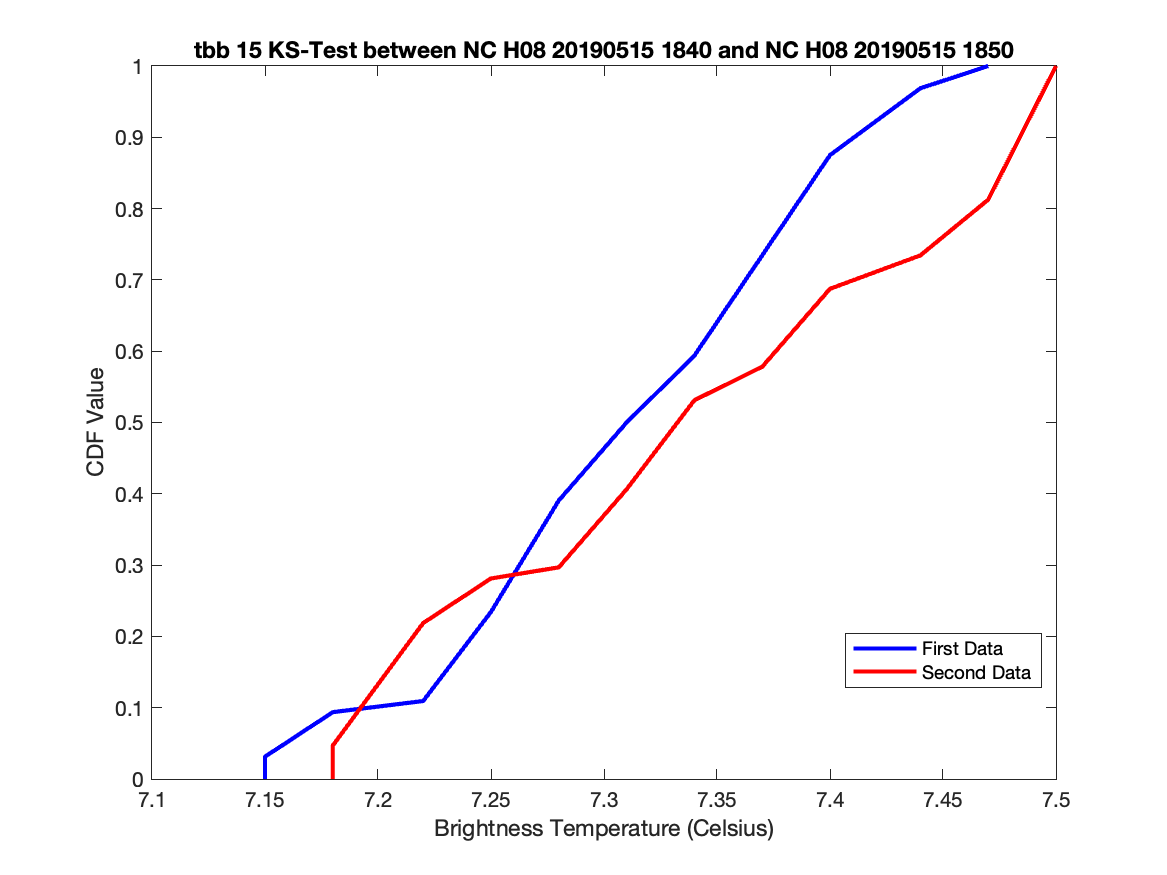 tbb 15 KS-Test between NC H08 20190515 1840 and NC H08 20190515 1850
1
0.9
0.8
0.7
0.6
0.5
0.4
0.3
0.2
0.1
0
CDF Value
First Data
Second Data
7.1 7.15 7.2 7.25 7.3 7.35 7.4 7.45 7.5
Brightness Temperature (Celsius)